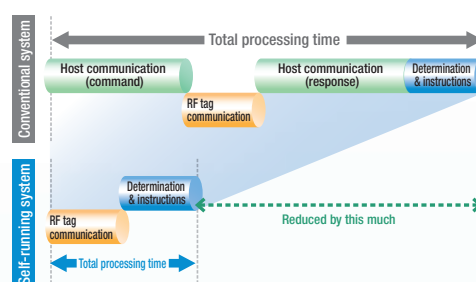 Conventional system
Total processing time
Host communication
(command)
RF tag
communication
Host communication
(response)
Determination
& instructions
Self-running system
RF tag
communication
Determination
& instructions
Reduced by this much
Total processing time